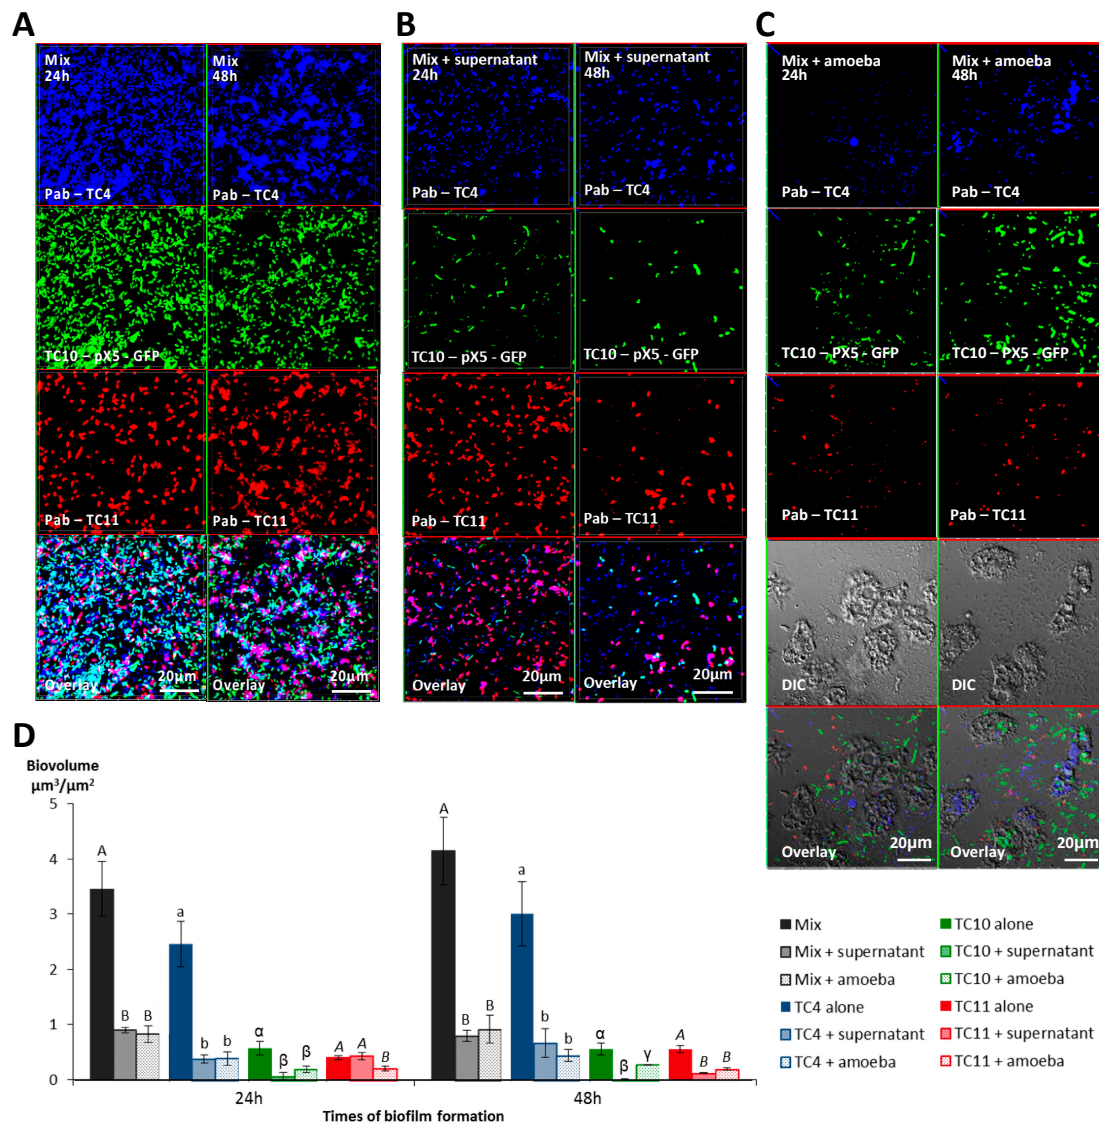 A
B
C
Mix
24h
Mix
48h
Mix + supernatant
24h
Mix + supernatant
48h
Mix + amoeba
24h
Mix + amoeba
48h
Pab – TC4
Pab – TC4
Pab – TC4
Pab – TC4
TC10 – pX5 - GFP
TC10 – pX5 - GFP
TC10 – pX5 - GFP
TC10 – PX5 - GFP
TC10 – PX5 - GFP
Pab – TC11
Pab – TC11
Pab – TC11
Pab – TC11
Pab – TC11
Pab – TC11
Overlay
20µm
Overlay
20µm
Overlay
20µm
Overlay
20µm
DIC
DIC
Overlay
20µm
Overlay
20µm
D
Biovolume
µm³/µm²
5
4
3
2
1
0
A
B
B
a
b
b
α
β
β
A
A
B
A
B
B
a
b
b
α
β
γ
A
B
B
24h
48h
Times of biofilm formation
Mix
Mix + supernatant
Mix + amoeba
TC4 alone
TC4 + supernatant
TC4 + amoeba
TC10 alone
TC10 + supernatant
TC10 + amoeba
TC11 alone
TC11 + supernatant
TC11 + amoeba